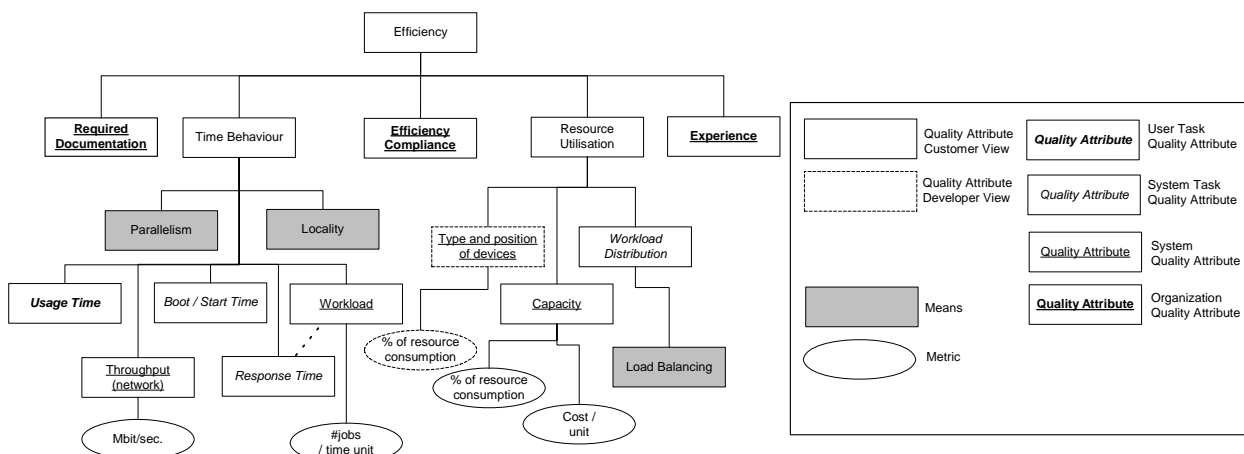 Efficiency
Required
Documentation
Time Behaviour
Efficiency
Compliance
Resource
Utilisation
Experience
Parallelism
Locality
Type and position
of devices
Workload
Distribution
Usage Time
Boot / Start Time
Workload
Capacity
% of resource
consumption
Throughput
(network)
Response Time
% of resource
consumption
Load Balancing
Mbit/sec.
#jobs
/ time unit
Cost /
unit
Quality Attribute
Customer View
Quality Attribute
User Task
Quality Attribute
Quality Attribute
Developer View
Quality Attribute
System Task
Quality Attribute
Quality Attribute
System
Quality Attribute
Means
Quality Attribute
Organization
Quality Attribute
Metric